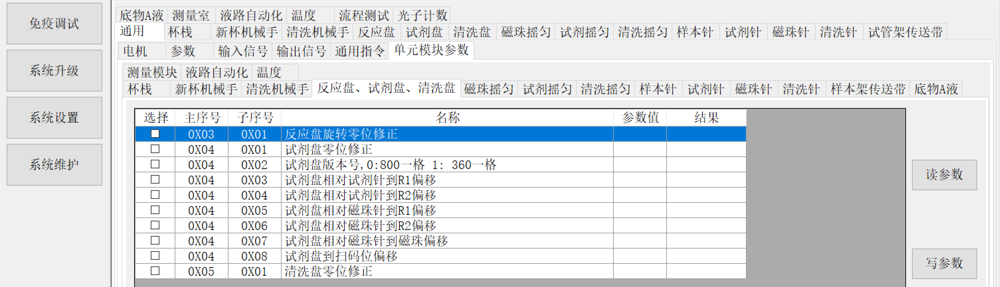 免疫调试
系统升级
系统设置
系统维护
底物A液 测量室 液路自动化 温度 流程测试 光子计数
通用 杯栈 新杯机械手 清洗机械手 反应盘 试剂盘 清洗盘 磁珠摇匀 试剂摇匀 清洗摇匀 样本针 试剂针 磁珠针 清洗针 试管架传送带
电机 参数 输入信号 输出信号 通用指令 单元模块参数
测量模块 液路自动化 温度
杯栈 新杯机械手 清洗机械手 反应盘、试剂盘、清洗盘 磁珠摇匀 试剂摇匀 清洗摇匀 样本针 试剂针 磁珠针 清洗针 样本架传送带 底物A液
选择 主序号 子序号 名称 参数值 结果
0X03 0X01 反应盘旋转零位修正
0X04 0X01 试剂盘零位修正
0X04 0X02 试剂盘版本号,0:800一格 1: 360一格
0X04 0X03 试剂盘相对试剂针到R1偏移
0X04 0X04 试剂盘相对试剂针到R2偏移
0X04 0X05 试剂盘相对磁珠针到R1偏移
0X04 0X06 试剂盘相对磁珠针到R2偏移
0X04 0X07 试剂盘相对磁珠针到磁珠偏移
0X04 0X08 试剂盘到扫码位偏移
0X05 0X01 清洗盘零位修正
读参数
写参数